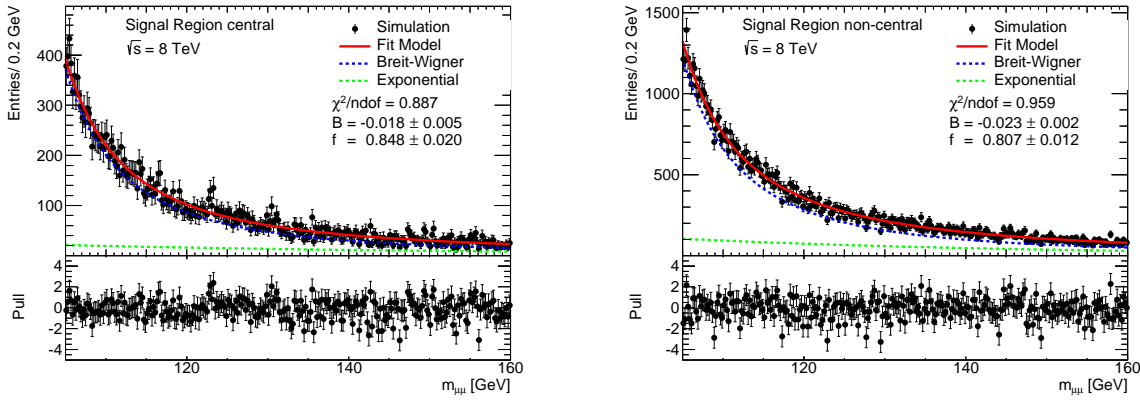 Entries/ 0.2 GeV
Signal Region central
√s = 8 TeV
Simulation
Fit Model
Breit-Wigner
Exponential
χ²/ndof = 0.887
B = -0.018 ± 0.005
f = 0.848 ± 0.020
400
300
200
100
Pull
4
2
0
-2
-4
120
140
160
m_μμ [GeV]
Entries/ 0.2 GeV
Signal Region non-central
√s = 8 TeV
Simulation
Fit Model
Breit-Wigner
Exponential
χ²/ndof = 0.959
B = -0.023 ± 0.002
f = 0.807 ± 0.012
1500
1000
500
Pull
4
2
0
-2
-4
120
140
160
m_μμ [GeV]